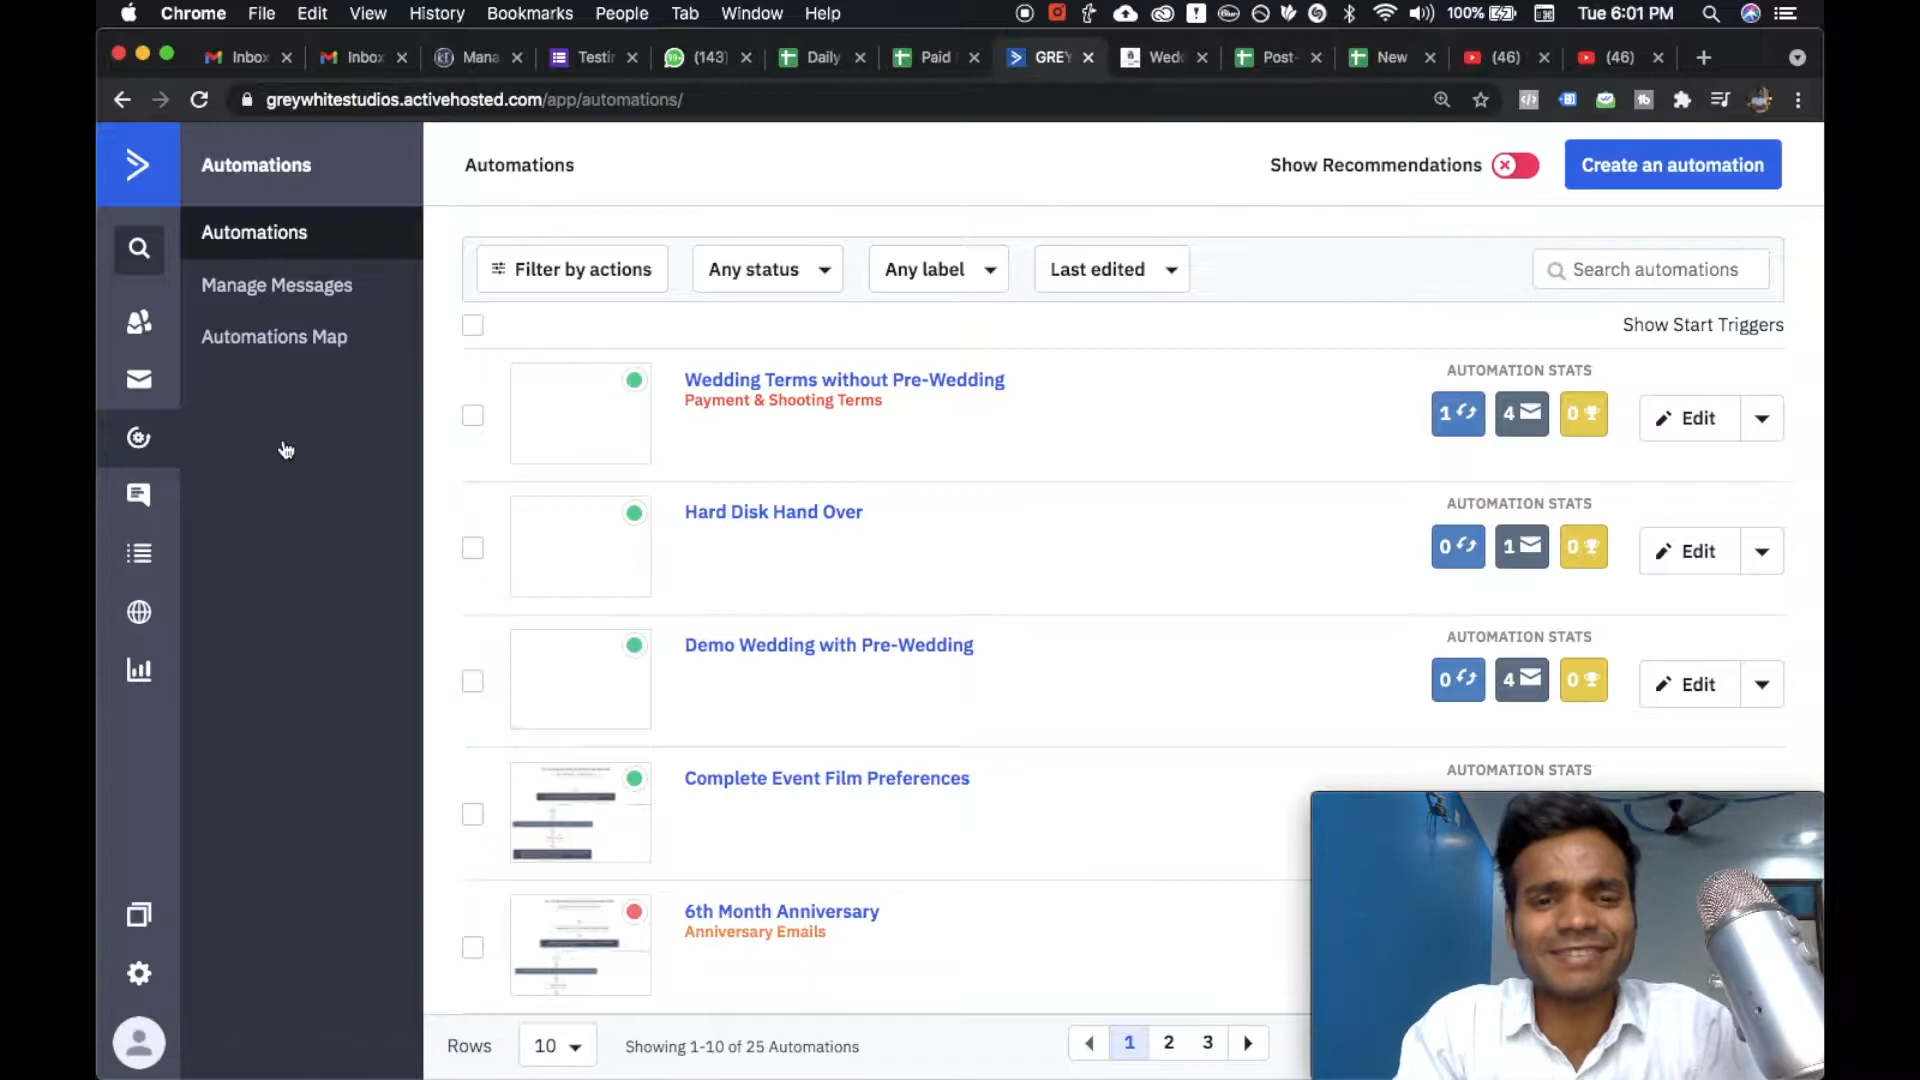 Chrome File Edit View History Bookmarks People Tab Window Help 100% Tue 6:01 PM
Inbox Inbox Mana Testin (143) Daily Paid GREY Wed Post- New (46) (46)
greywhitestudios.activehosted.com/app/automations/
Automations
Automations
Show Recommendations
Create an automation
Automations
Manage Messages
Automations Map
Filter by actions
Any status
Any label
Last edited
Search automations
Show Start Triggers
Wedding Terms without Pre-Wedding
Payment & Shooting Terms
AUTOMATION STATS
1 4 0
Edit
Hard Disk Hand Over
AUTOMATION STATS
0 1 0
Edit
Demo Wedding with Pre-Wedding
AUTOMATION STATS
0 4 0
Edit
Complete Event Film Preferences
AUTOMATION STATS
6th Month Anniversary
Anniversary Emails
Rows 10 Showing 1-10 of 25 Automations 1 2 3